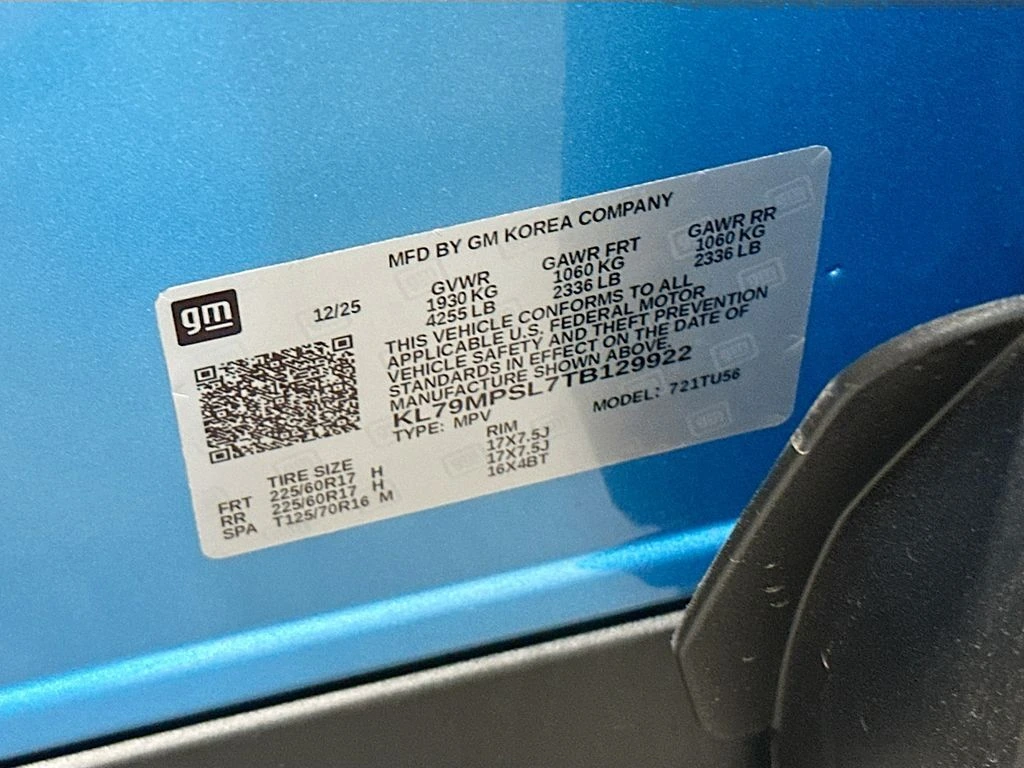 MFD BY GM KOREA COMPANY
gm
12/25
GVWR GAWR FRT GAWR RR
1930 KG 1060 KG 1060 KG
4255 LB 2336 LB 2336 LB
THIS VEHICLE CONFORMS TO ALL
APPLICABLE U.S. FEDERAL MOTOR
VEHICLE SAFETY AND THEFT PREVENTION
STANDARDS IN EFFECT ON THE DATE OF
MANUFACTURE SHOWN ABOVE.
KL79MPSL7TB129922
TYPE: MPV MODEL: 721TU56
TIRE SIZE RIM
FRT 225/60R17 H 17X7.5J
RR 225/60R17 H 17X7.5J
SPA T125/70R16 M 16X4BT